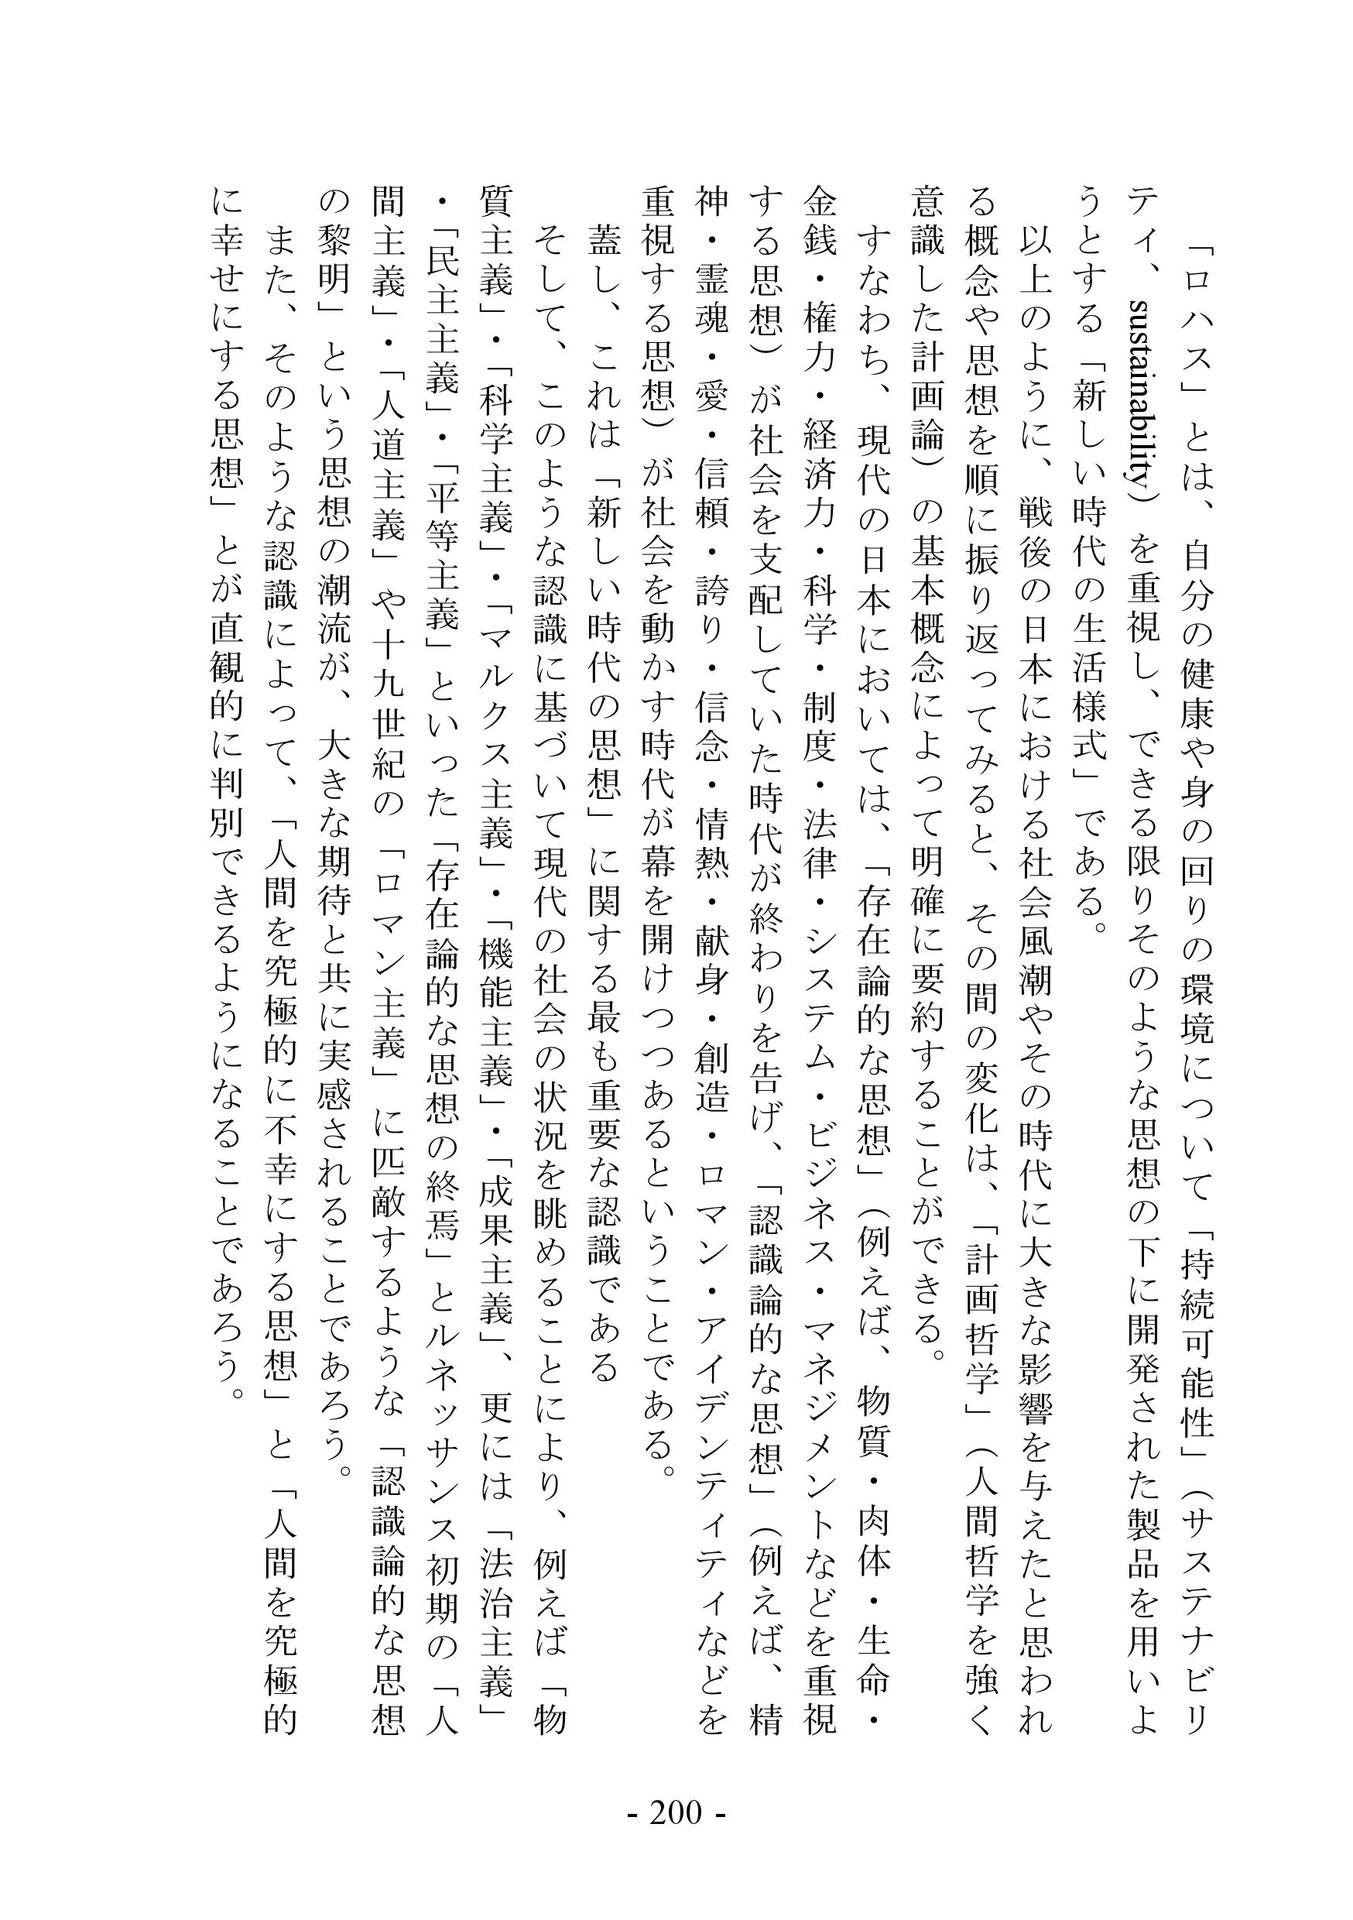 「ロハス」とは、自分の健康や身の回りの環境について「持続可能性」（サステナビリ
ティ、sustainability）を重視し、できる限りそのような思想の下に開発された製品を用いよ
うとする「新しい時代の生活様式」である。
以上のように、戦後の日本における社会風潮やその時代に大きな影響を与えたと思われ
る概念や思想を順に振り返ってみると、その間の変化は、「計画哲学」（人間哲学を強く
意識した計画論）の基本概念によって明確に要約することができる。
すなわち、現代の日本においては、「存在論的な思想」（例えば、物質・肉体・生命・
金銭・権力・経済力・科学・制度・法律・システム・ビジネス・マネジメントなどを重視
する思想）が社会を支配していた時代が終わりを告げ、「認識論的な思想」（例えば、精
神・霊魂・愛・信頼・誇り・信念・情熱・献身・創造・ロマン・アイデンティティなどを
重視する思想）が社会を動かす時代が幕を開けつつあるということである。
蓋し、これは「新しい時代の思想」に関する最も重要な認識である
そして、このような認識に基づいて現代の社会の状況を眺めることにより、例えば「物
質主義」・「科学主義」・「マルクス主義」・「機能主義」・「成果主義」、更には「法治主義」
・「民主主義」・「平等主義」といった「存在論的な思想の終焉」とルネッサンス初期の「人
間主義」・「人道主義」や十九世紀の「ロマン主義」に匹敵するような「認識論的な思想
の黎明」という思想の潮流が、大きな期待と共に実感されることであろう。
また、そのような認識によって、「人間を究極的に不幸にする思想」と「人間を究極的
に幸せにする思想」とが直観的に判別できるようになることであろう。
- 200 -